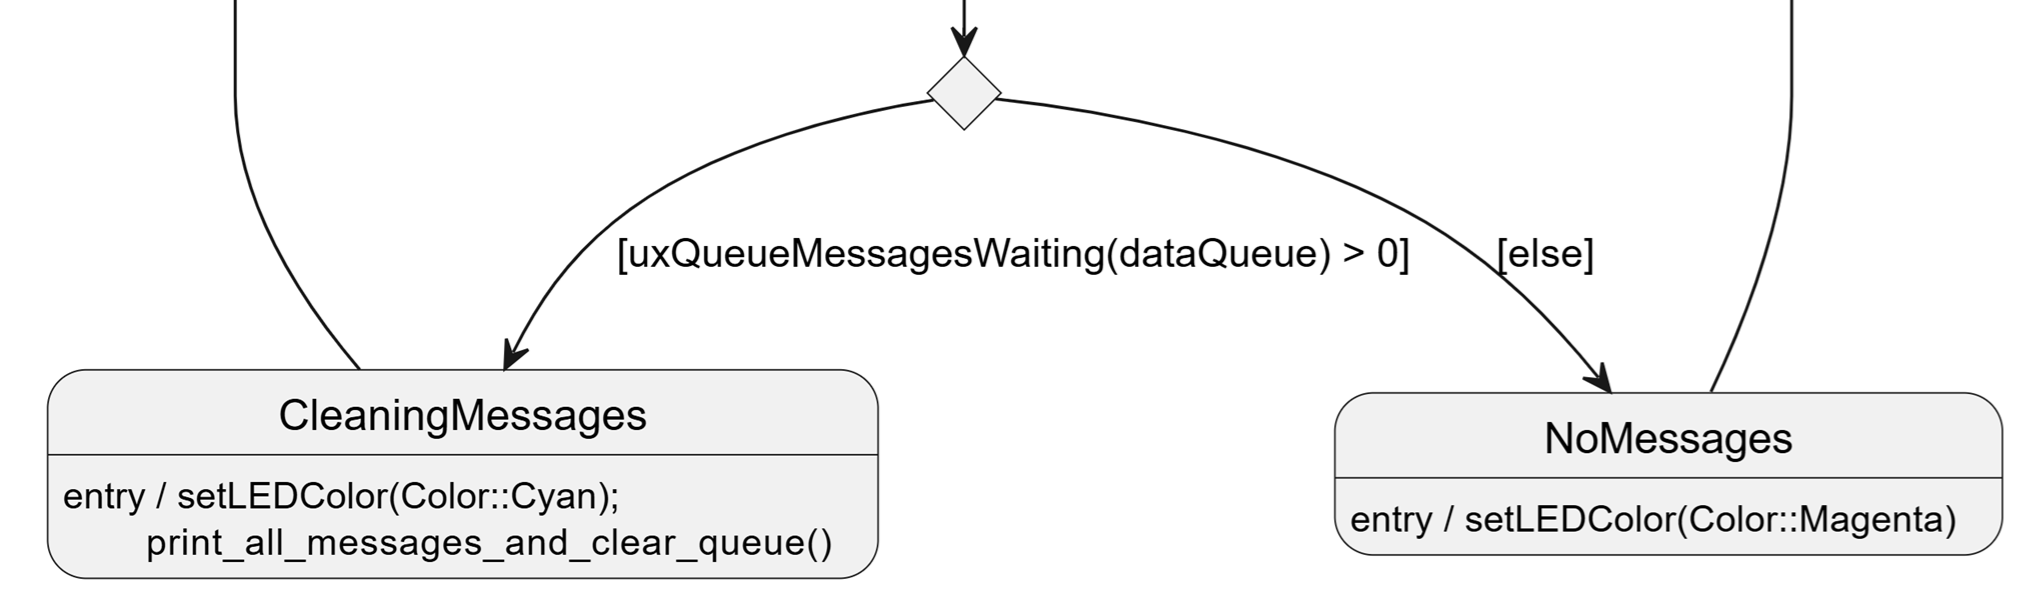 [uxQueueMessagesWaiting(dataQueue) > 0]
[else]
CleaningMessages
entry / setLEDColor(Color::Cyan);
print_all_messages_and_clear_queue()
NoMessages
entry / setLEDColor(Color::Magenta)